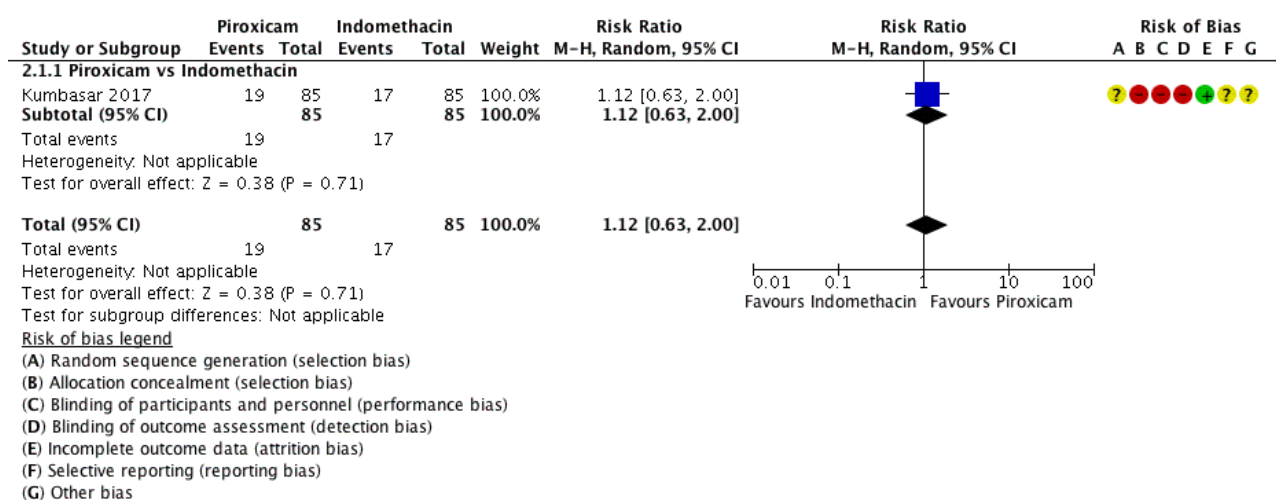 Piroxicam Indomethacin Risk Ratio Risk Ratio Risk of Bias
Study or Subgroup Events Total Events Total Weight M-H, Random, 95% CI M-H, Random, 95% CI A B C D E F G
2.1.1 Piroxicam vs Indomethacin
Kumbasar 2017 19 85 17 85 100.0% 1.12 [0.63, 2.00] ? - - - + ? ?
Subtotal (95% CI) 85 85 100.0% 1.12 [0.63, 2.00]
Total events 19 17
Heterogeneity: Not applicable
Test for overall effect: Z = 0.38 (P = 0.71)
Total (95% CI) 85 85 100.0% 1.12 [0.63, 2.00]
Total events 19 17
Heterogeneity: Not applicable
Test for overall effect: Z = 0.38 (P = 0.71)
Test for subgroup differences: Not applicable
0.01 0.1 1 10 100
Favours Indomethacin Favours Piroxicam
Risk of bias legend
(A) Random sequence generation (selection bias)
(B) Allocation concealment (selection bias)
(C) Blinding of participants and personnel (performance bias)
(D) Blinding of outcome assessment (detection bias)
(E) Incomplete outcome data (attrition bias)
(F) Selective reporting (reporting bias)
(G) Other bias